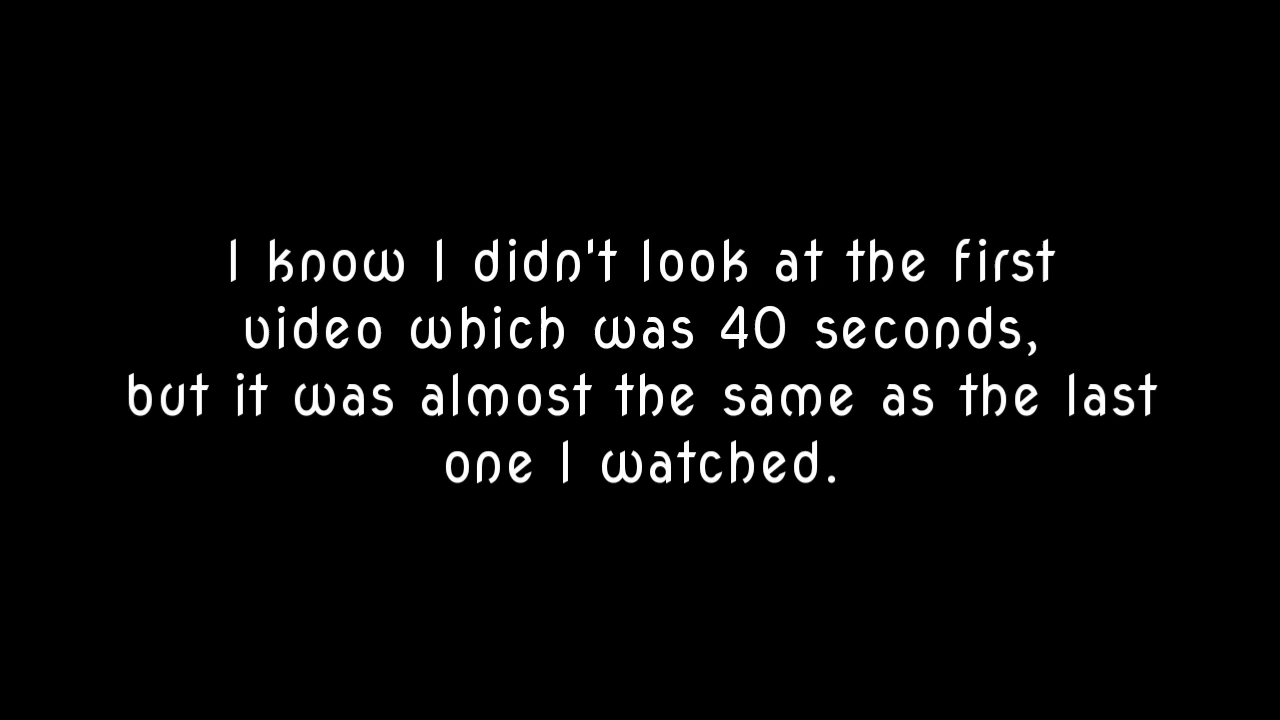 I know I didn't look at the first
video which was 40 seconds,
but it was almost the same as the last
one I watched.